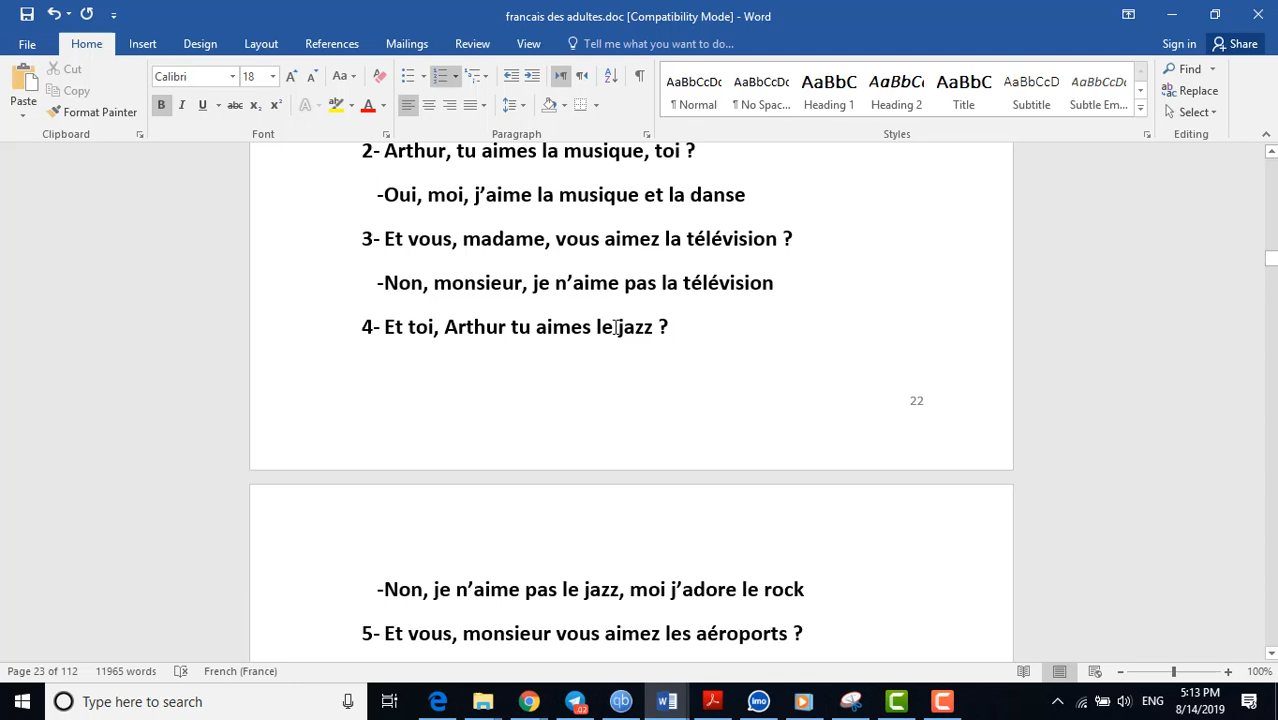 francais des adultes.doc [Compatibility Mode] - Word
File Home Insert Design Layout References Mailings Review View Tell me what you want to do... Sign in Share
Paste Cut Copy Format Painter
Calibri 18
AaBbCcDc AaBbCcDc AaBbC AaBbCc AaBbC AaBbCcD AaBbCcDc
¶ Normal ¶ No Spac... Heading 1 Heading 2 Title Subtitle Subtle Em...
Find
Replace
Select
Clipboard Font Paragraph Styles Editing
2- Arthur, tu aimes la musique, toi ?
-Oui, moi, j’aime la musique et la danse
3- Et vous, madame, vous aimez la télévision ?
-Non, monsieur, je n’aime pas la télévision
4- Et toi, Arthur tu aimes le jazz ?
22
-Non, je n’aime pas le jazz, moi j’adore le rock
5- Et vous, monsieur vous aimez les aéroports ?
Page 23 of 112 11965 words French (France) 100%
Type here to search
ENG
5:13 PM
8/14/2019